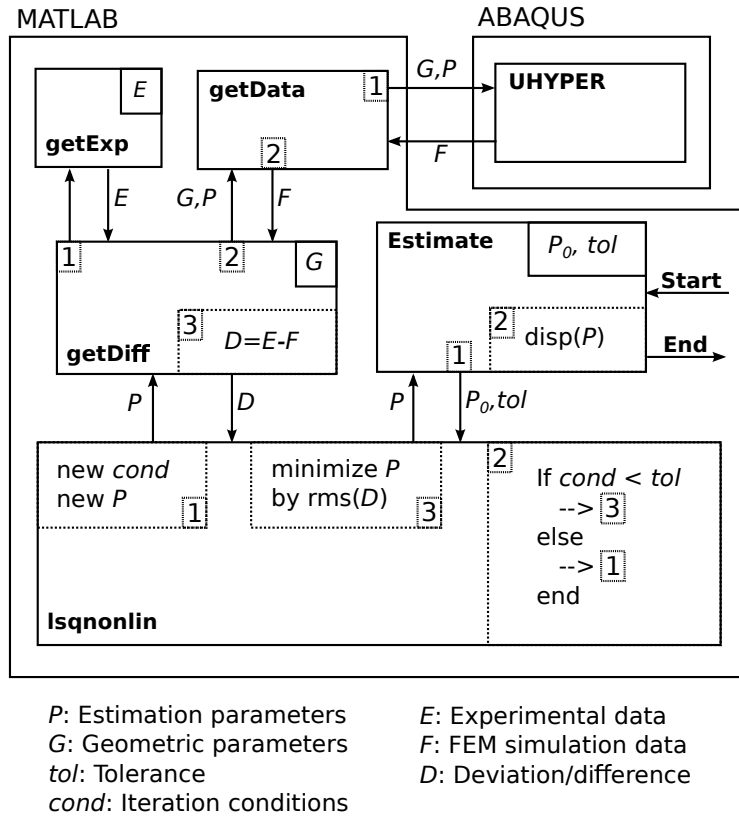 MATLAB
ABAQUS
E
getExp
getData
1
2
G,P
F
UHYPER
E
G,P
F
1
2
G
getDiff
3
D=E-F
Estimate
P0, tol
Start
2
disp(P)
1
End
P
D
P
P0,tol
new cond
new P
1
minimize P
by rms(D)
3
2
If cond < tol
--> 3
else
--> 1
end
lsqnonlin
P: Estimation parameters
G: Geometric parameters
tol: Tolerance
cond: Iteration conditions
E: Experimental data
F: FEM simulation data
D: Deviation/difference